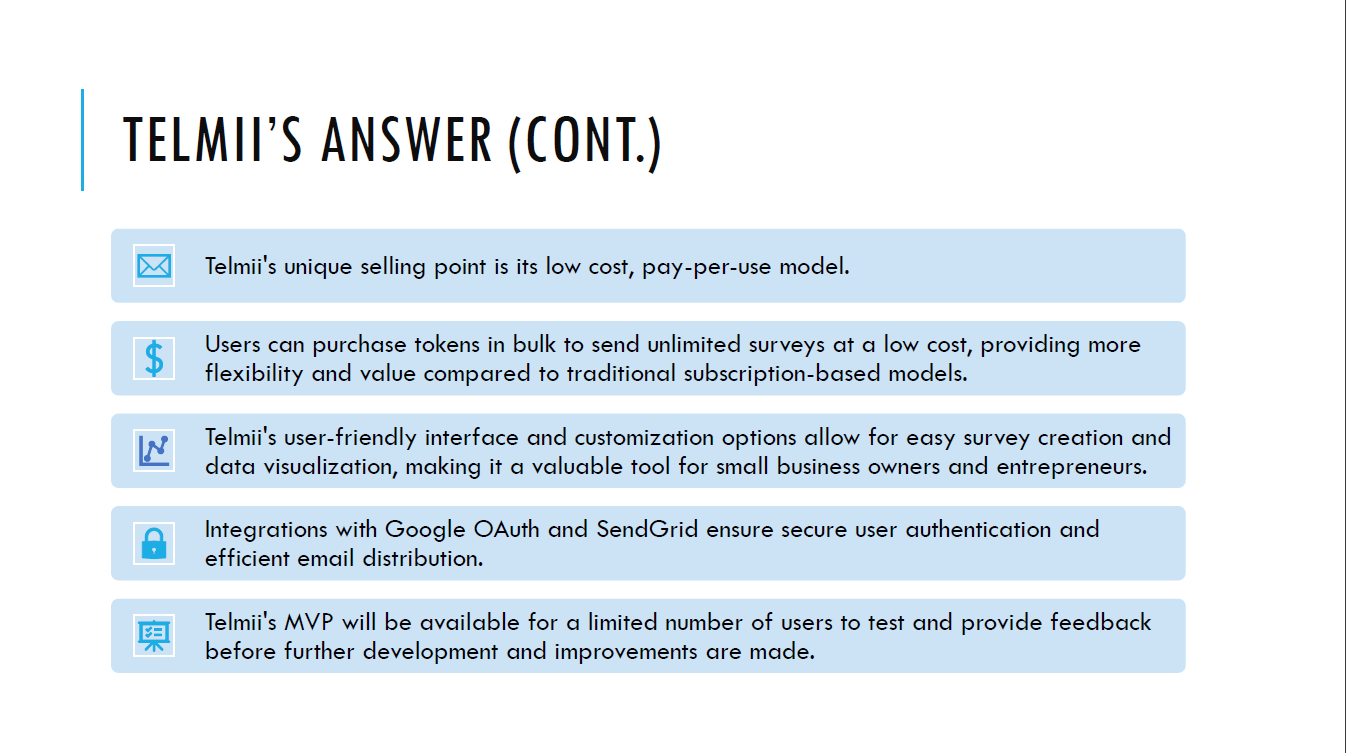 TELMII’S ANSWER (CONT.)
Telmii's unique selling point is its low cost, pay-per-use model.
Users can purchase tokens in bulk to send unlimited surveys at a low cost, providing more
flexibility and value compared to traditional subscription-based models.
Telmii's user-friendly interface and customization options allow for easy survey creation and
data visualization, making it a valuable tool for small business owners and entrepreneurs.
Integrations with Google OAuth and SendGrid ensure secure user authentication and
efficient email distribution.
Telmii's MVP will be available for a limited number of users to test and provide feedback
before further development and improvements are made.